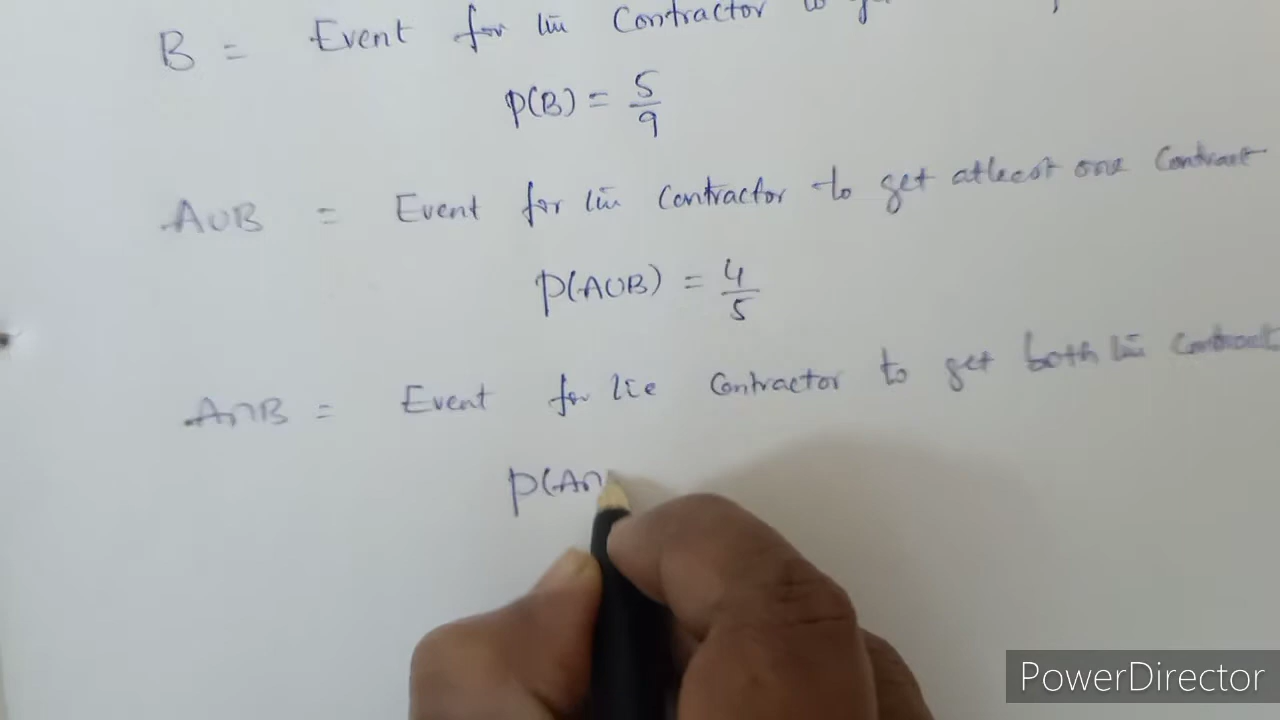 B = Event for the Contractor to
P(B) = 5/9
A∪B = Event for the Contractor to get atleast one Contract
P(A∪B) = 4/5
A∩B = Event for the Contractor to get both the Contract
P(A∩
PowerDirector